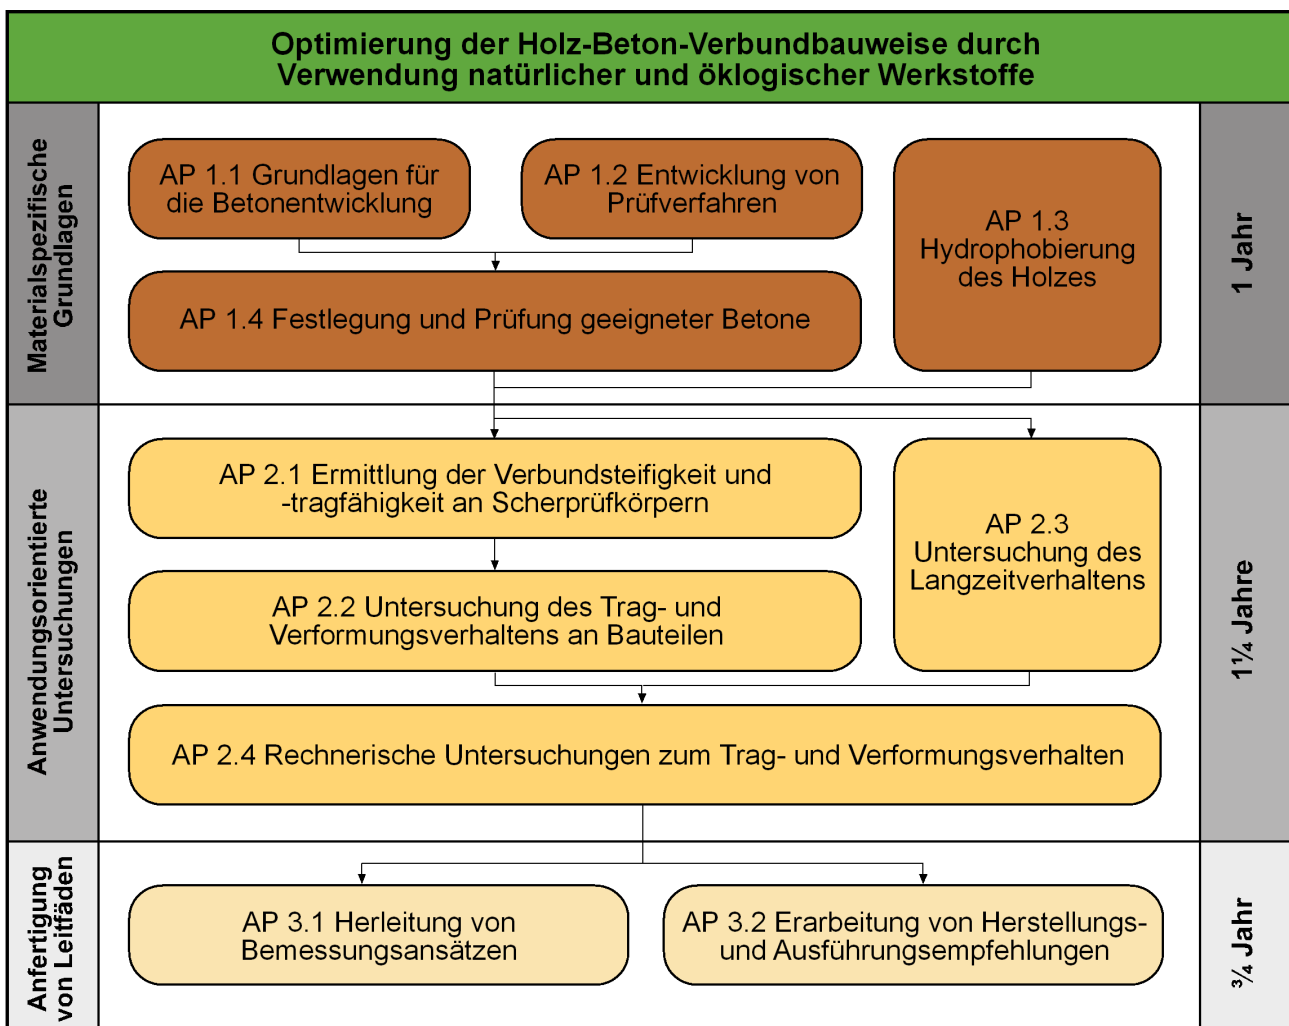 Optimierung der Holz-Beton-Verbundbauweise durch
Verwendung natürlicher und öklogischer Werkstoffe
Materialspezifische
Grundlagen
AP 1.1 Grundlagen für
die Betonentwicklung
AP 1.2 Entwicklung von
Prüfverfahren
AP 1.3
Hydrophobierung
des Holzes
AP 1.4 Festlegung und Prüfung geeigneter Betone
1 Jahr
Anwendungsorientierte
Untersuchungen
AP 2.1 Ermittlung der Verbundsteifigkeit und
-tragfähigkeit an Scherprüfkörpern
AP 2.2 Untersuchung des Trag- und
Verformungsverhaltens an Bauteilen
AP 2.3
Untersuchung des
Langzeitverhaltens
AP 2.4 Rechnerische Untersuchungen zum Trag- und Verformungsverhalten
1¼ Jahre
Anfertigung
von Leitfäden
AP 3.1 Herleitung von
Bemessungsansätzen
AP 3.2 Erarbeitung von Herstellungs-
und Ausführungsempfehlungen
¾ Jahr